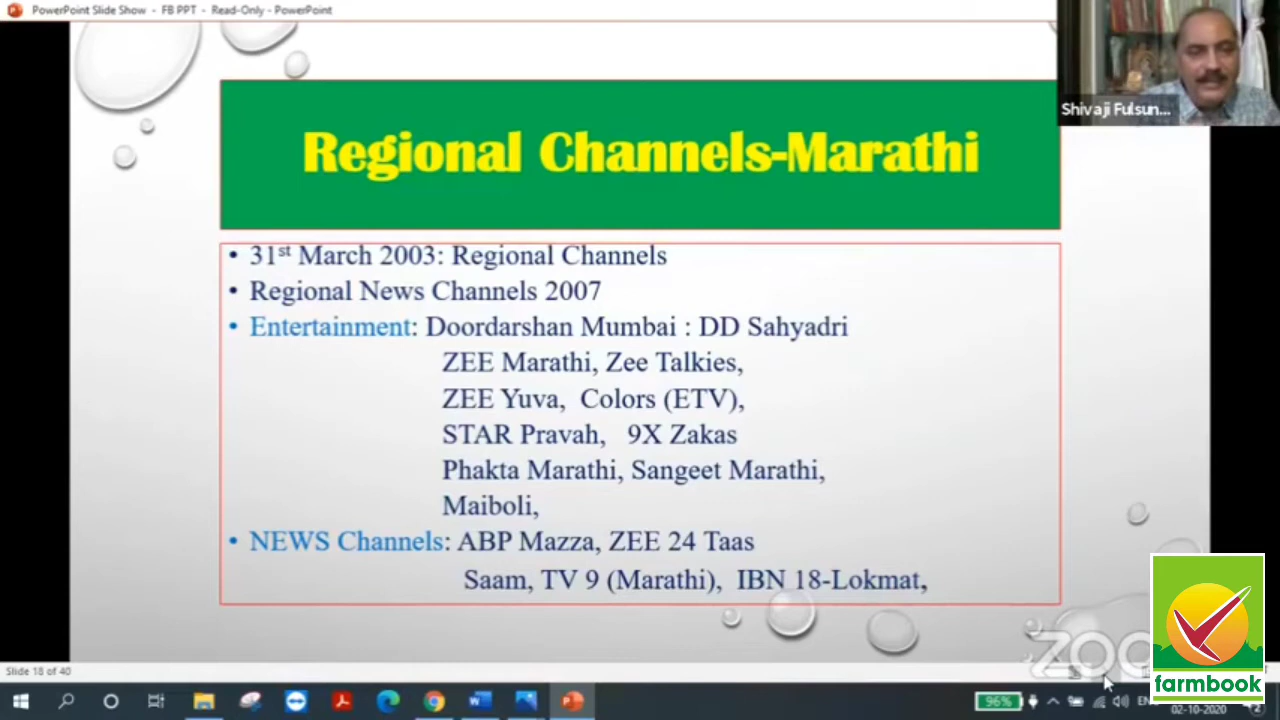 PowerPoint Slide Show - FB PPT - Read-Only - PowerPoint
Shivaji Fulsun...
Regional Channels-Marathi
• 31st March 2003: Regional Channels
• Regional News Channels 2007
• Entertainment: Doordarshan Mumbai : DD Sahyadri
ZEE Marathi, Zee Talkies,
ZEE Yuva, Colors (ETV),
STAR Pravah, 9X Zakas
Phakta Marathi, Sangeet Marathi,
Maiboli,
• NEWS Channels: ABP Mazza, ZEE 24 Taas
Saam, TV 9 (Marathi), IBN 18-Lokmat,
farmbook
Slide 18 of 40
96%
02-10-2020